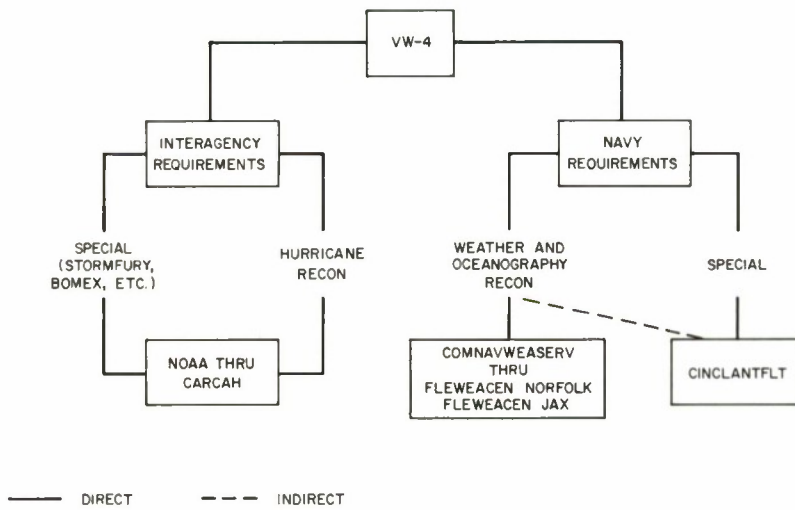 VW-4
INTERAGENCY
REQUIREMENTS
NAVY
REQUIREMENTS
SPECIAL
(STORMFURY,
BOMEX, ETC.)
HURRICANE
RECON
WEATHER AND
OCEANOGRAPHY
RECON
SPECIAL
NOAA THRU
CARCAH
COMNAVWEASERV
THRU
FLEWEACEN NORFOLK
FLEWEACEN JAX
CINCLANTFLT
DIRECT
INDIRECT